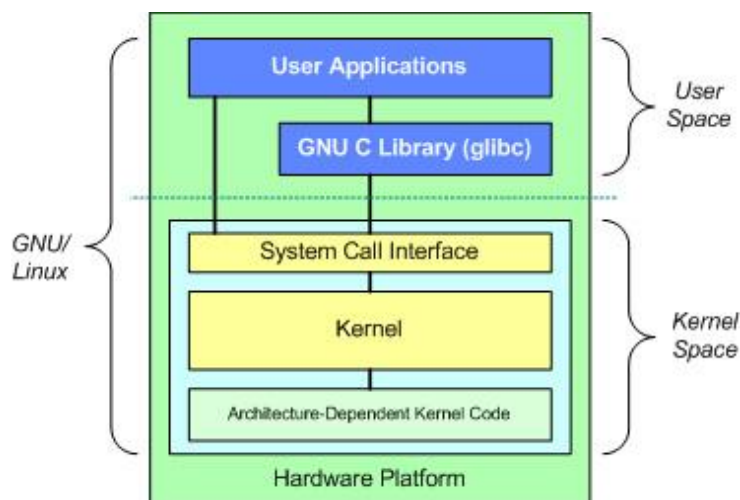 User Applications
GNU C Library (glibc)
User
Space
GNU/
Linux
System Call Interface
Kernel
Architecture-Dependent Kernel Code
Kernel
Space
Hardware Platform